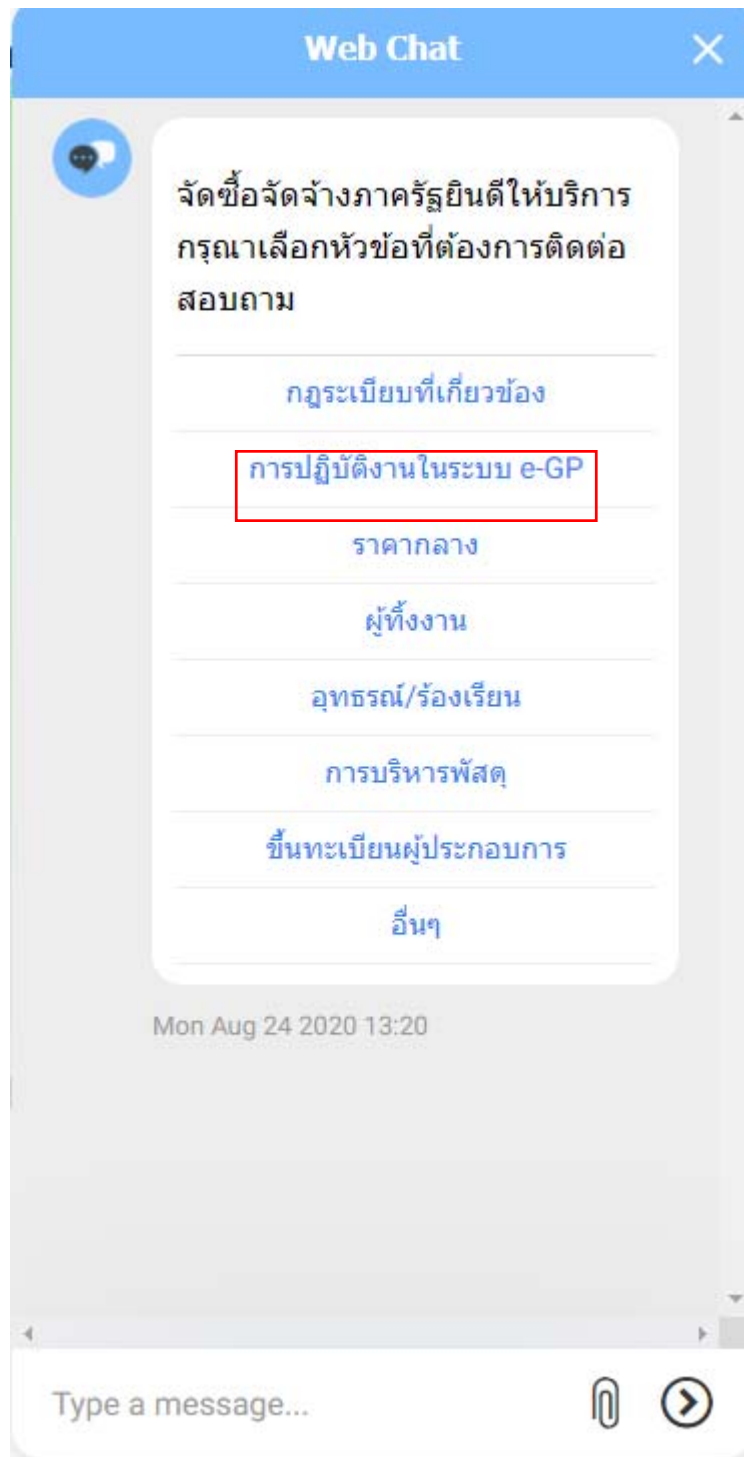 Web Chat
จัดซื้อจัดจ้างภาครัฐยินดีให้บริการ
กรุณาเลือกหัวข้อที่ต้องการติดต่อ
สอบถาม
กฎระเบียบที่เกี่ยวข้อง
การปฏิบัติงานในระบบ e-GP
ราคากลาง
ผู้ทิ้งงาน
อุทธรณ์/ร้องเรียน
การบริหารพัสดุ
ขึ้นทะเบียนผู้ประกอบการ
อื่นๆ
Mon Aug 24 2020 13:20
Type a message...